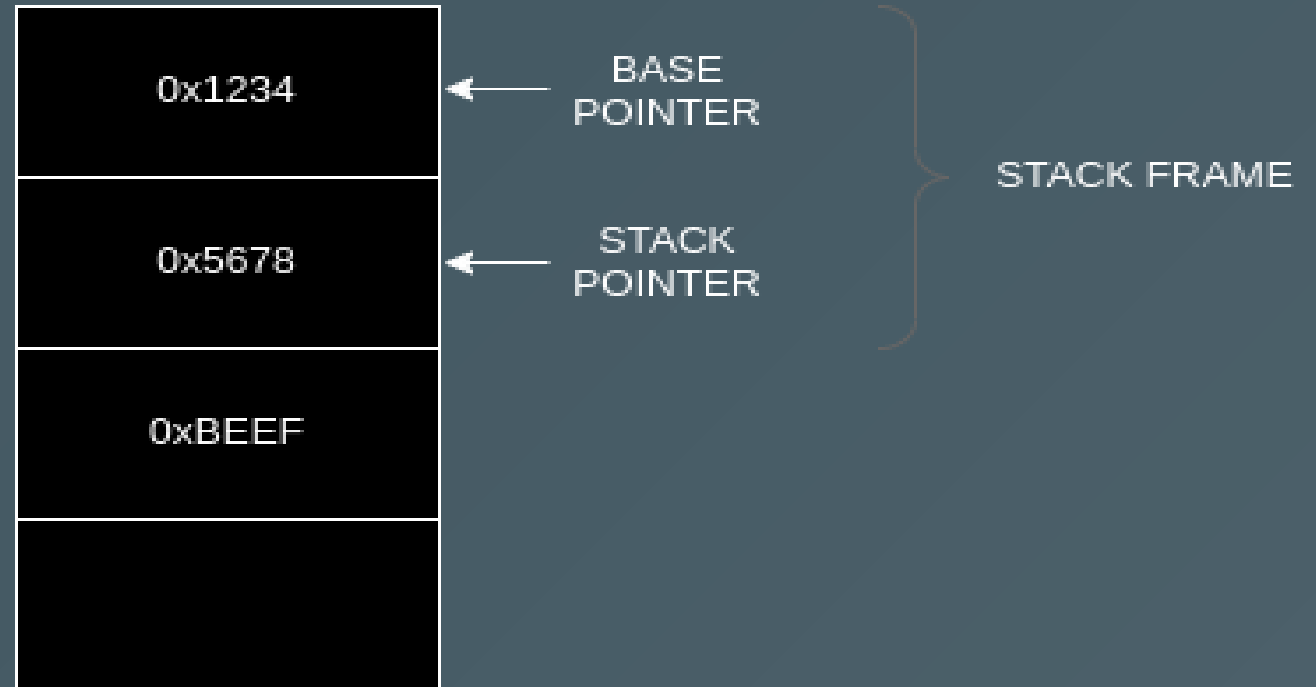 0x1234
BASE
POINTER
STACK FRAME
0x5678
STACK
POINTER
0xBEEF